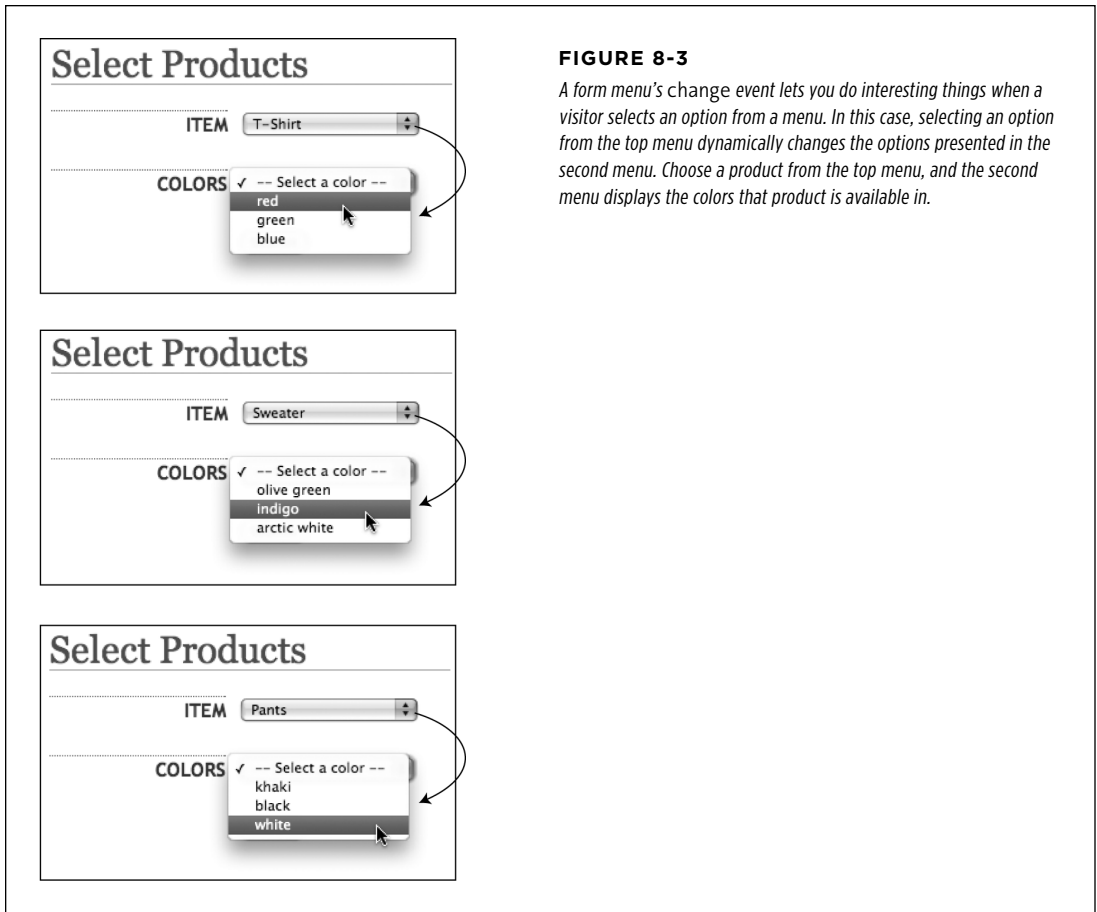 Select Products
ITEM T-Shirt
COLORS ✓ -- Select a color --
red
green
blue
FIGURE 8-3
A form menu's change event lets you do interesting things when a
visitor selects an option from a menu. In this case, selecting an option
from the top menu dynamically changes the options presented in the
second menu. Choose a product from the top menu, and the second
menu displays the colors that product is available in.
Select Products
ITEM Sweater
COLORS ✓ -- Select a color --
olive green
indigo
arctic white
Select Products
ITEM Pants
COLORS ✓ -- Select a color --
khaki
black
white